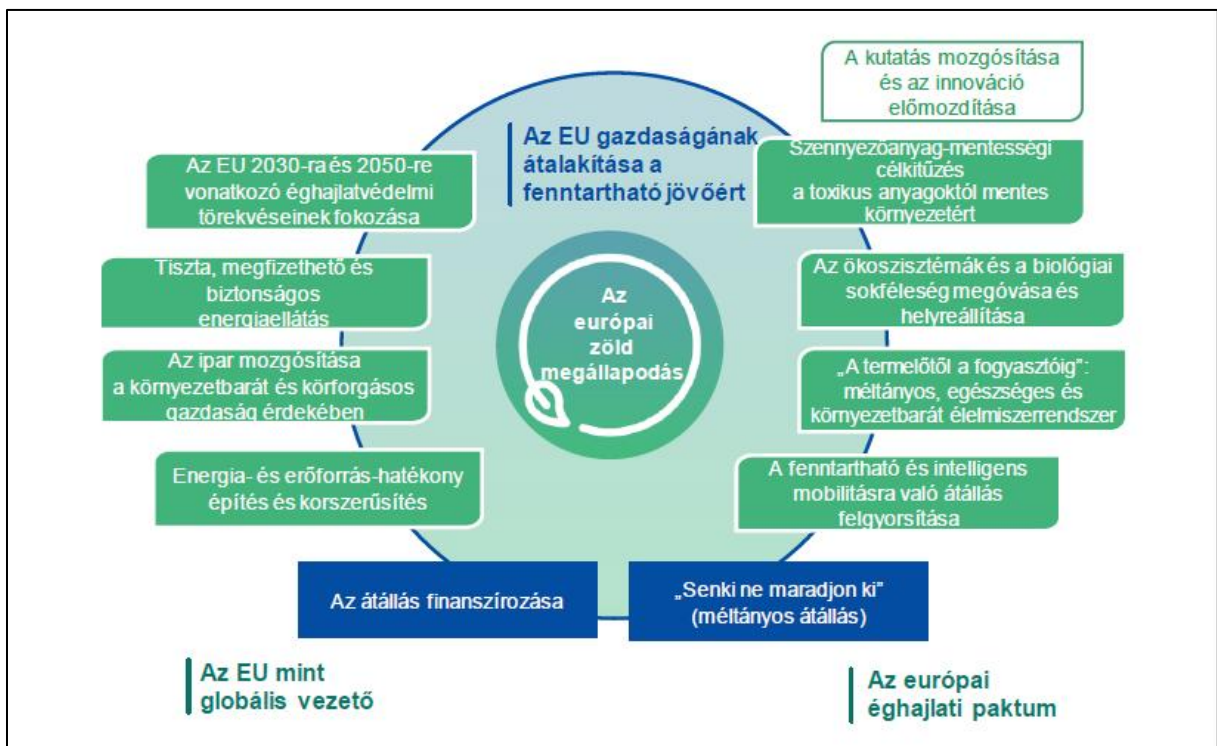 A kutatás mozgósítása
és az innováció
előmozdítása
Az EU gazdaságának
átalakítása a
fenntartható jövőért
Az EU 2030-ra és 2050-re
vonatkozó éghajlatvédelmi
törekvéseinek fokozása
Szennyezőanyag-mentességi
célkitűzés
a toxikus anyagoktól mentes
környezetért
Tiszta, megfizethető és
biztonságos
energiaellátás
Az ökoszisztémák és a biológiai
sokféleség megóvása és
helyreállítása
Az
európai
zöld
megállapodás
Az ipar mozgósítása
a környezetbarát és körforgásos
gazdaság érdekében
„A termelőtől a fogyasztóig”:
méltányos, egészséges és
környezetbarát élelmiszerrendszer
Energia- és erőforrás-hatékony
építés és korszerűsítés
A fenntartható és intelligens
mobilitásra való átállás
felgyorsítása
Az átállás finanszírozása
„Senki ne maradjon ki”
(méltányos átállás)
Az EU mint
globális vezető
Az európai
éghajlati paktum